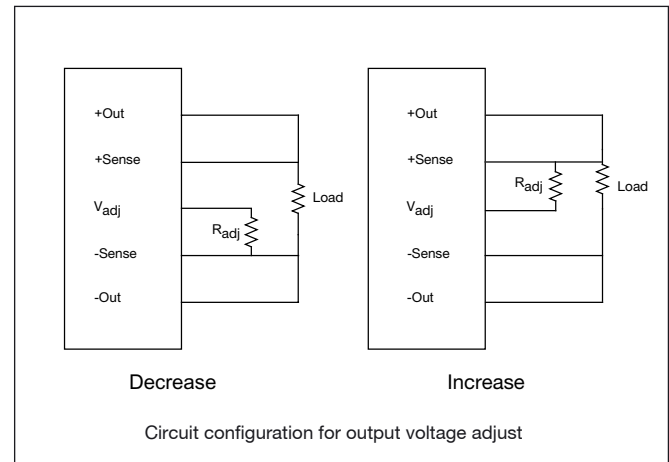 +Out
+Sense
Vadj
-Sense
-Out
Radj
Load
Decrease
+Out
+Sense
Vadj
-Sense
-Out
Radj
Load
Increase
Circuit configuration for output voltage adjust